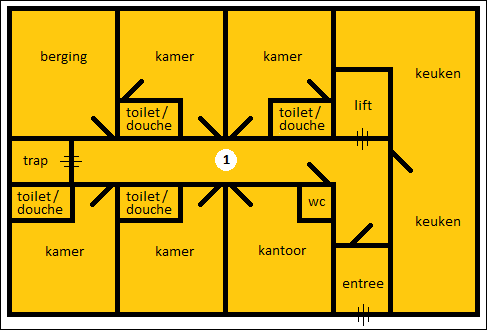 berging
kamer
kamer
keuken
toilet/
douche
toilet/
douche
lift
trap
1
toilet/
douche
toilet/
douche
wc
keuken
kamer
kamer
kantoor
entree